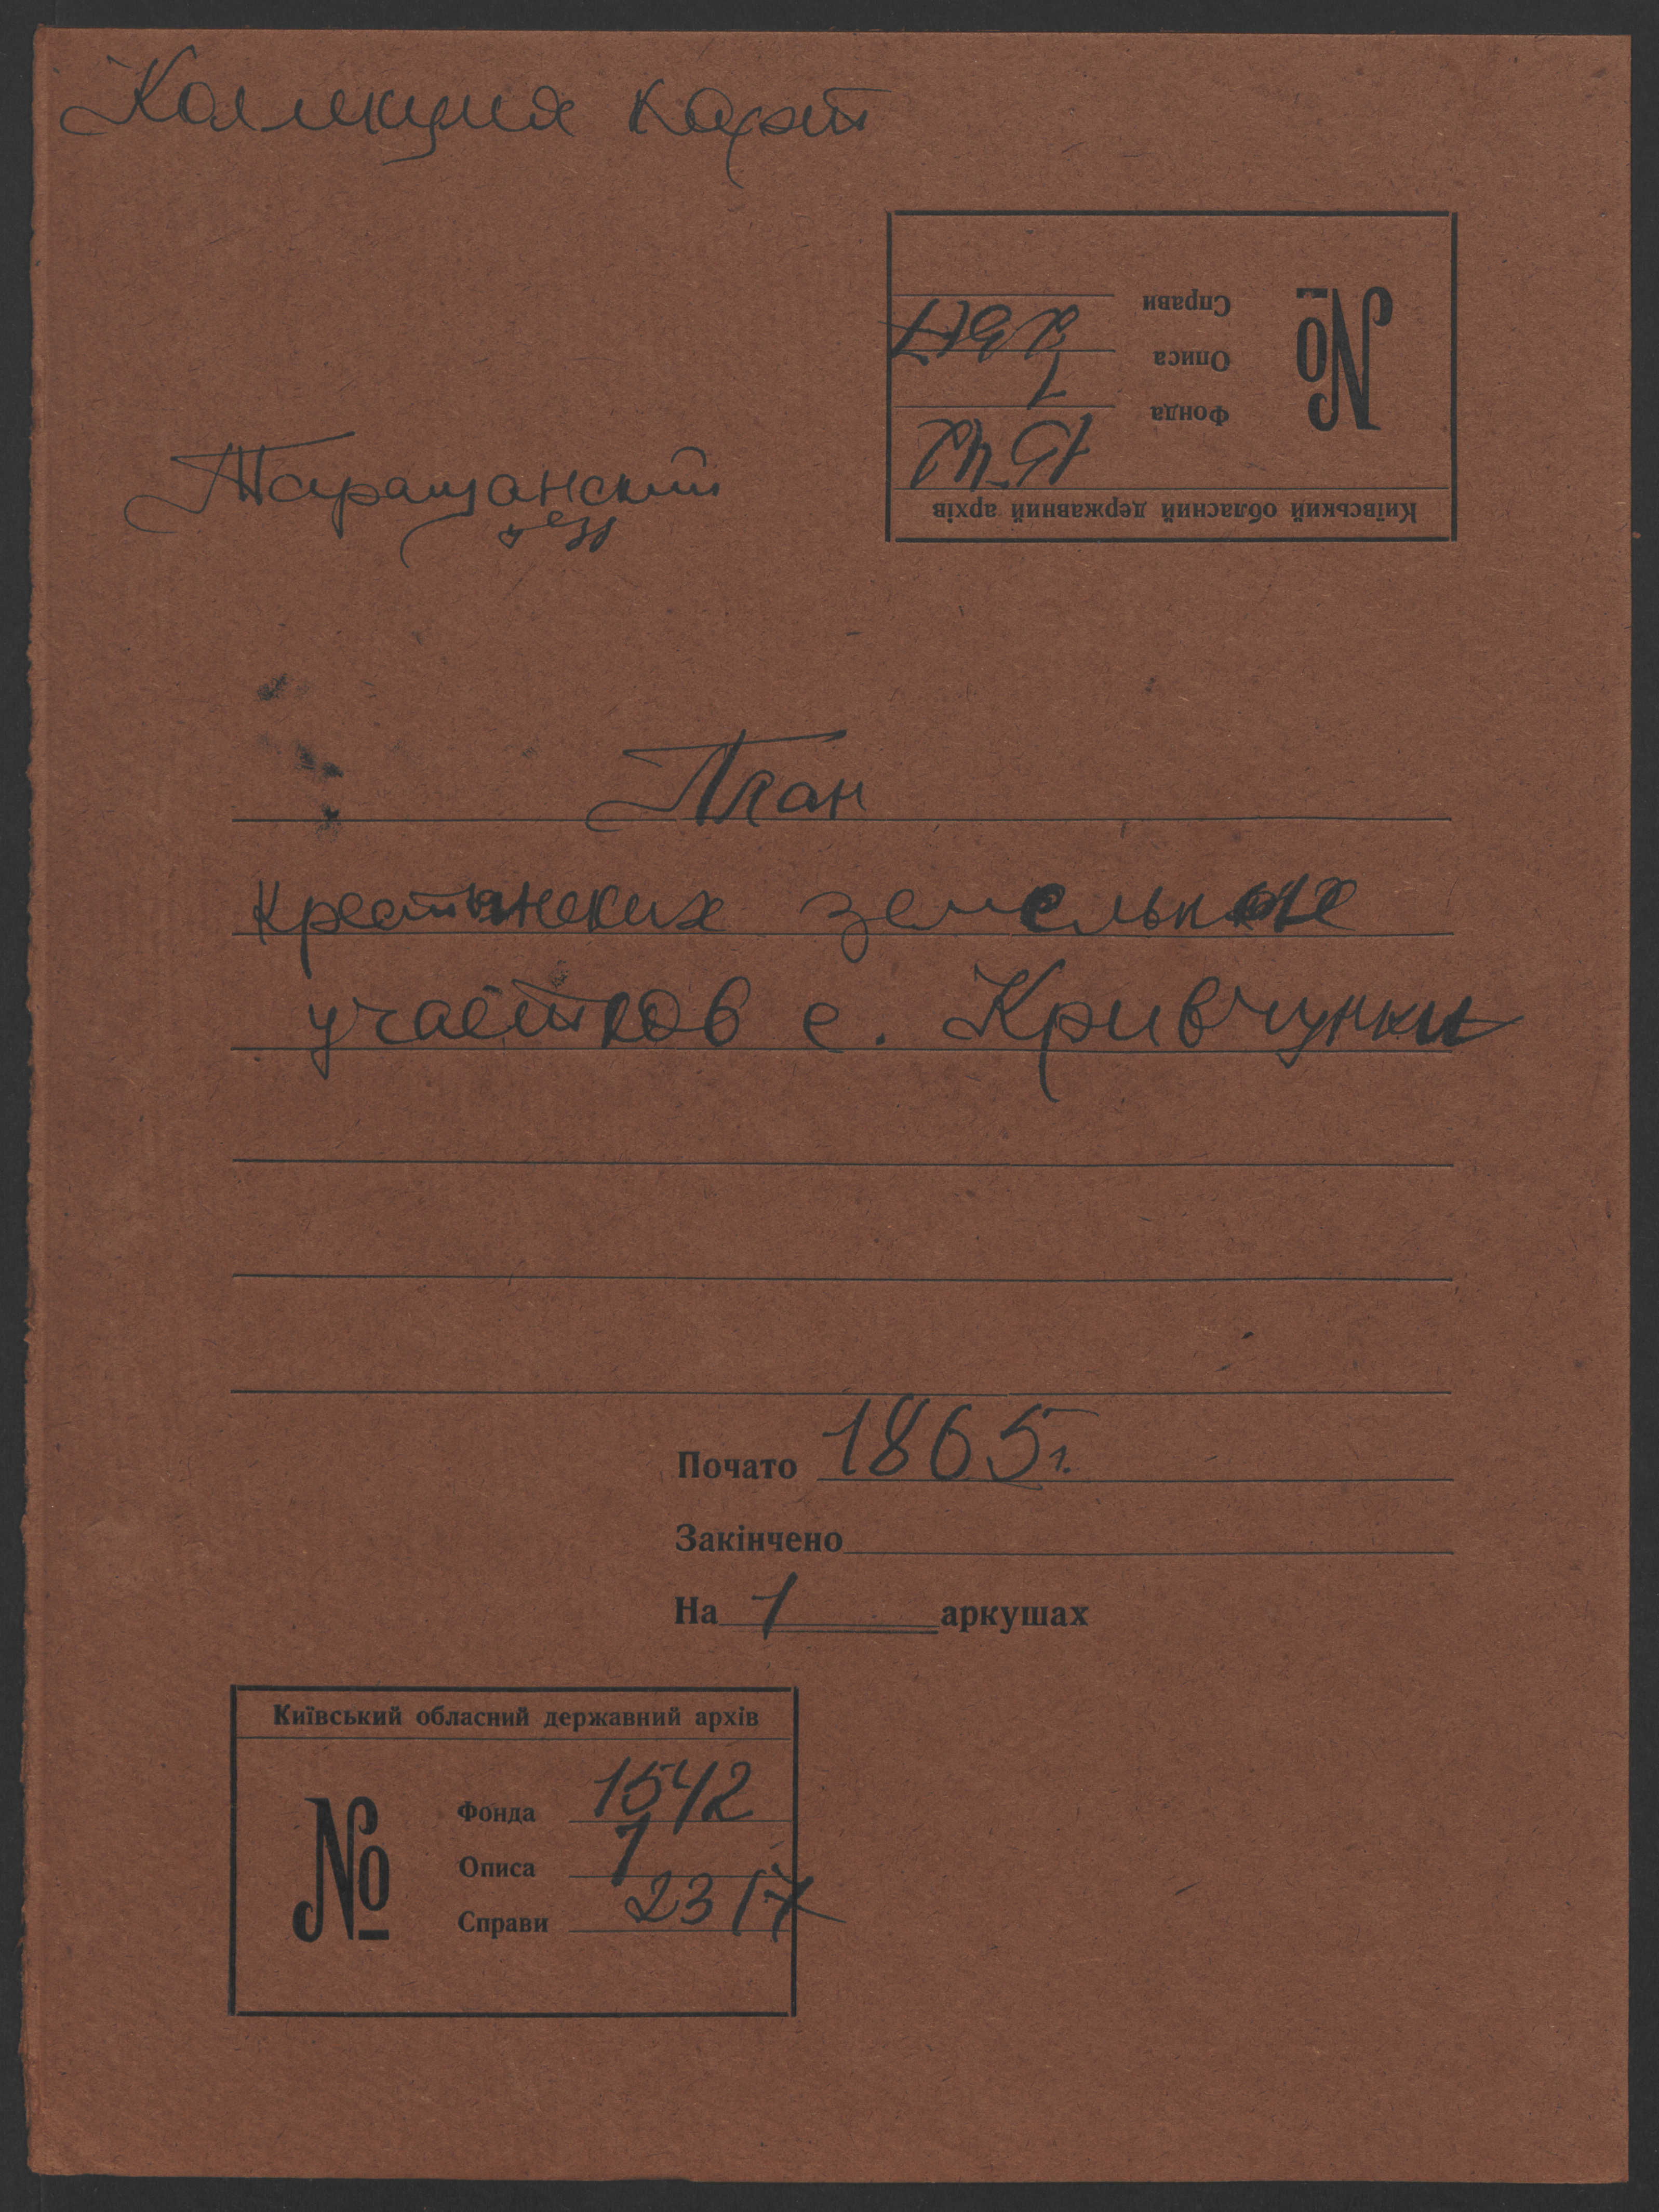 Коллекция карт
Київський обласний державний архів
№
Фонда 1542
Описа 1
Справи 2317
Таращанский
уезд
План
крестьянских земельных
участков с. Кривчунки
Почато 1865 г.
Закінчено
На 1 аркушах
Київський обласний державний архів
№
Фонда 1542
Описа 1
Справи 2317